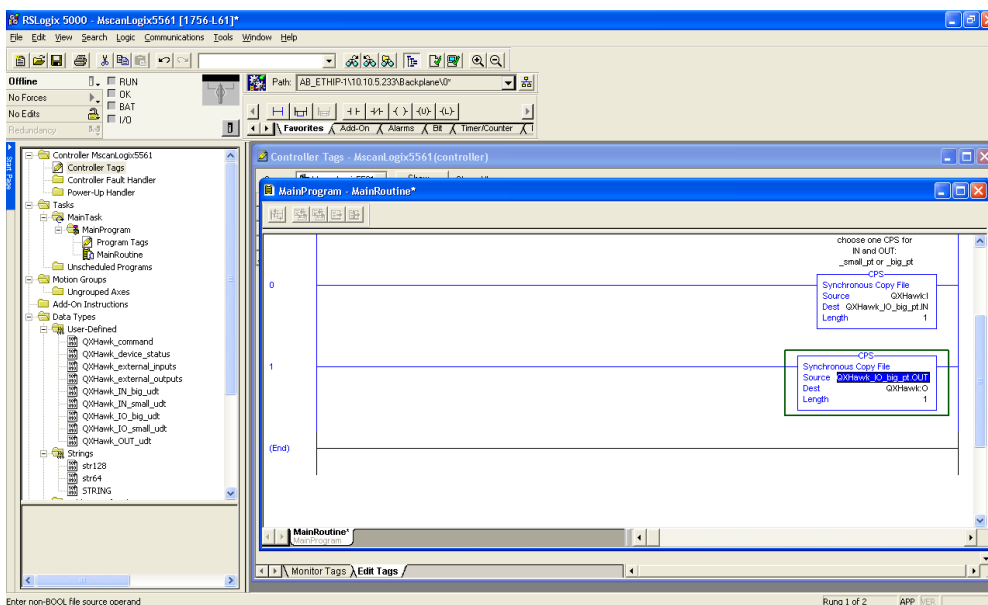 RSLogix 5000 - MscanLogix5561 [1756-L61]*
File Edit View Search Logic Communications Tools Window Help
Offline
RUN
No Forces
OK
No Edits
BAT
Redundancy
I/O
Path: AB_ETHIP-1\10.10.5.233\Backplane\0*
Favorites Add-On Alarms Bit Timer/Counter
Start Page
Controller MscanLogix5561
Controller Tags
Controller Fault Handler
Power-Up Handler
Tasks
MainTask
MainProgram
Program Tags
MainRoutine
Unscheduled Programs
Motion Groups
Ungrouped Axes
Add-On Instructions
Data Types
User-Defined
QXHawk_command
QXHawk_device_status
QXHawk_external_inputs
QXHawk_external_outputs
QXHawk_IN_big_udt
QXHawk_IN_small_udt
QXHawk_IO_big_udt
QXHawk_IO_small_udt
QXHawk_OUT_udt
Strings
str128
str64
STRING
Controller Tags - MscanLogix5561(controller)
MainProgram - MainRoutine*
choose one CPS for
IN and OUT:
_small_pt or _big_pt
0
CPS
Synchronous Copy File
Source QXHawk:I
Dest QXHawk_IO_big_pt.IN
Length 1
1
CPS
Synchronous Copy File
Source QXHawk_IO_big_pt.OUT
Dest QXHawk:O
Length 1
(End)
MainRoutine*
MainProgram
Monitor Tags Edit Tags
Enter non-BOOL file source operand
Rung 1 of 2 APP VER